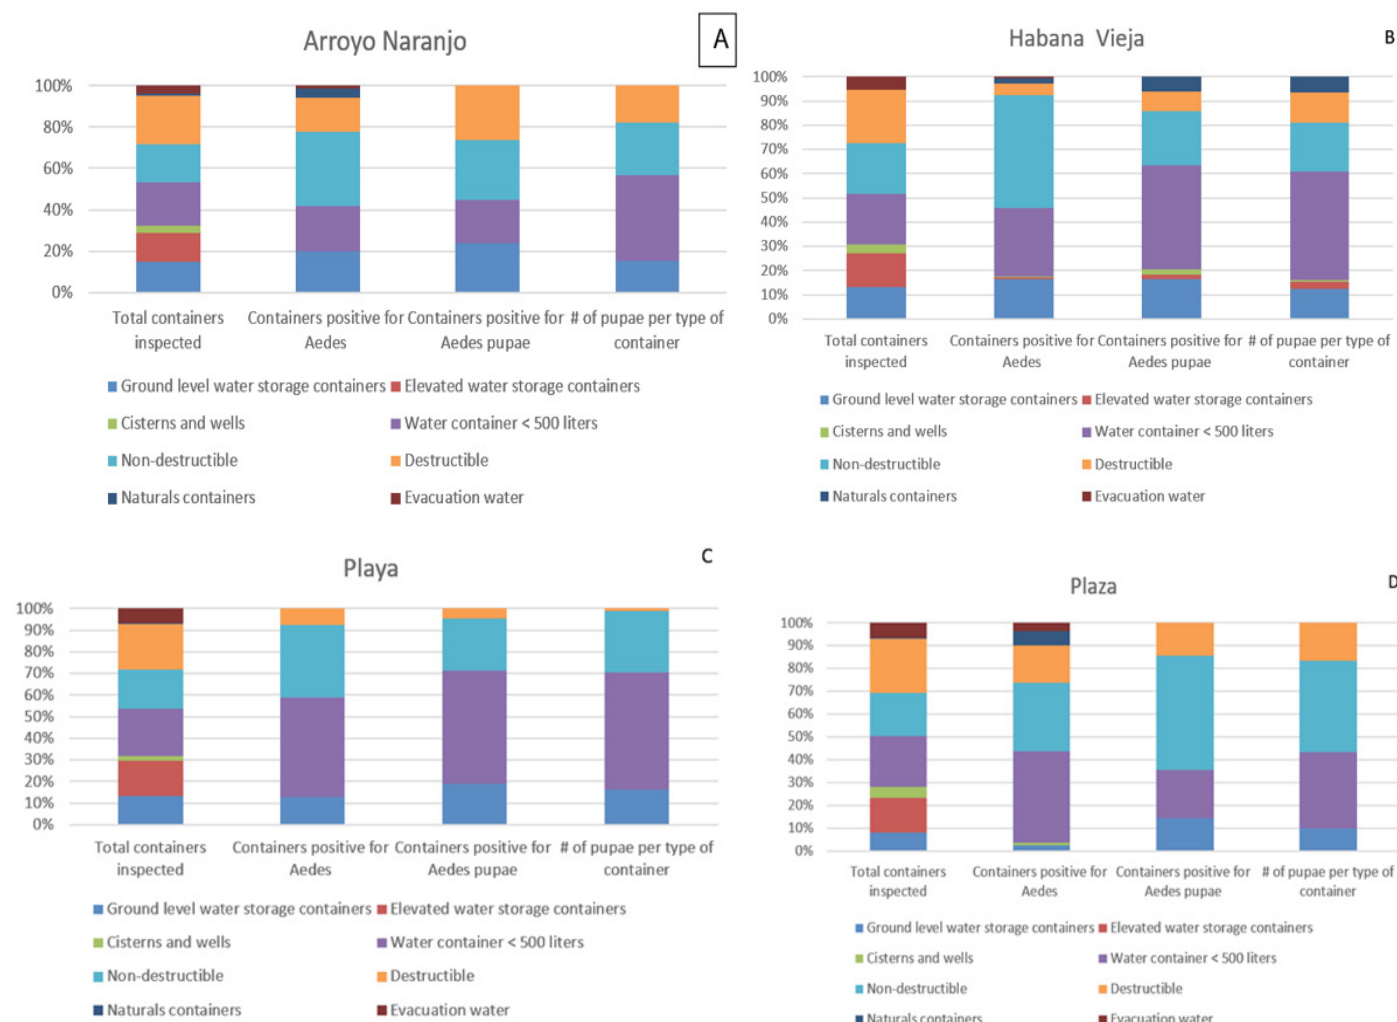 Arroyo Naranjo
A
100%
80%
60%
40%
20%
0%
Total containers inspected
Containers positive for Aedes
Containers positive for Aedes pupae
# of pupae per type of container
Ground level water storage containers
Elevated water storage containers
Cisterns and wells
Water container < 500 liters
Non-destructible
Destructible
Naturals containers
Evacuation water
Habana Vieja
B
100%
90%
80%
70%
60%
50%
40%
30%
20%
10%
0%
Total containers inspected
Containers positive for Aedes
Containers positive for Aedes pupae
# of pupae per type of container
Ground level water storage containers
Elevated water storage containers
Cisterns and wells
Water container < 500 liters
Non-destructible
Destructible
Naturals containers
Evacuation water
Playa
C
100%
90%
80%
70%
60%
50%
40%
30%
20%
10%
0%
Total containers inspected
Containers positive for Aedes
Containers positive for Aedes pupae
# of pupae per type of container
Ground level water storage containers
Elevated water storage containers
Cisterns and wells
Water container < 500 liters
Non-destructible
Destructible
Naturals containers
Evacuation water
Plaza
D
100%
90%
80%
70%
60%
50%
40%
30%
20%
10%
0%
Total containers inspected
Containers positive for Aedes
Containers positive for Aedes pupae
# of pupae per type of container
Ground level water storage containers
Elevated water storage containers
Cisterns and wells
Water container < 500 liters
Non-destructible
Destructible
Naturals containers
Evacuation water